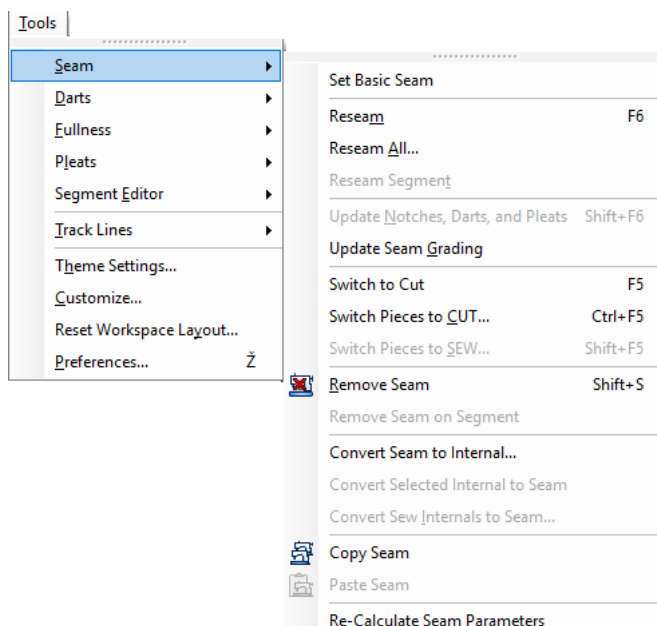 Tools
Seam
Darts
Fullness
Pleats
Segment Editor
Track Lines
Theme Settings...
Customize...
Reset Workspace Layout...
Preferences... Ž
Set Basic Seam
Reseam F6
Reseam All...
Reseam Segment
Update Notches, Darts, and Pleats Shift+F6
Update Seam Grading
Switch to Cut F5
Switch Pieces to CUT... Ctrl+F5
Switch Pieces to SEW... Shift+F5
Remove Seam Shift+S
Remove Seam on Segment
Convert Seam to Internal...
Convert Selected Internal to Seam
Convert Sew Internals to Seam...
Copy Seam
Paste Seam
Re-Calculate Seam Parameters